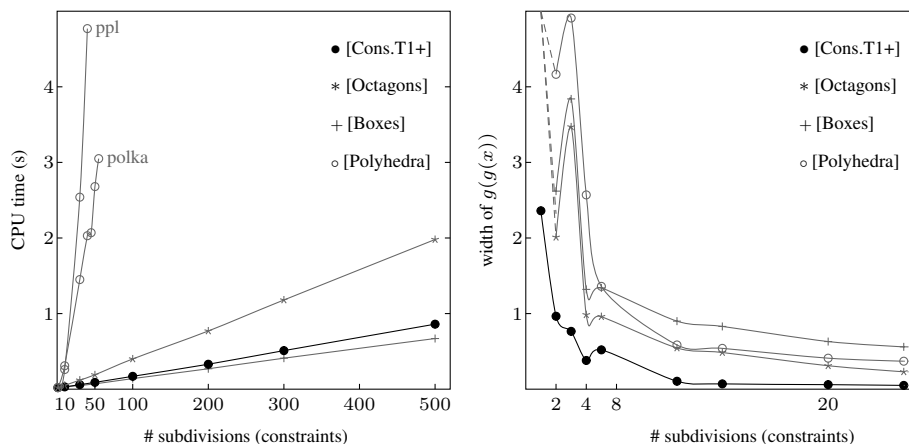 ppl
polka
[Cons.T1+]
[Octagons]
[Boxes]
[Polyhedra]
4
3
2
1
CPU time (s)
10 50 100 200 300 400 500
# subdivisions (constraints)
[Cons.T1+]
[Octagons]
[Boxes]
[Polyhedra]
4
3
2
1
width of g(g(x))
2 4 8 20
# subdivisions (constraints)